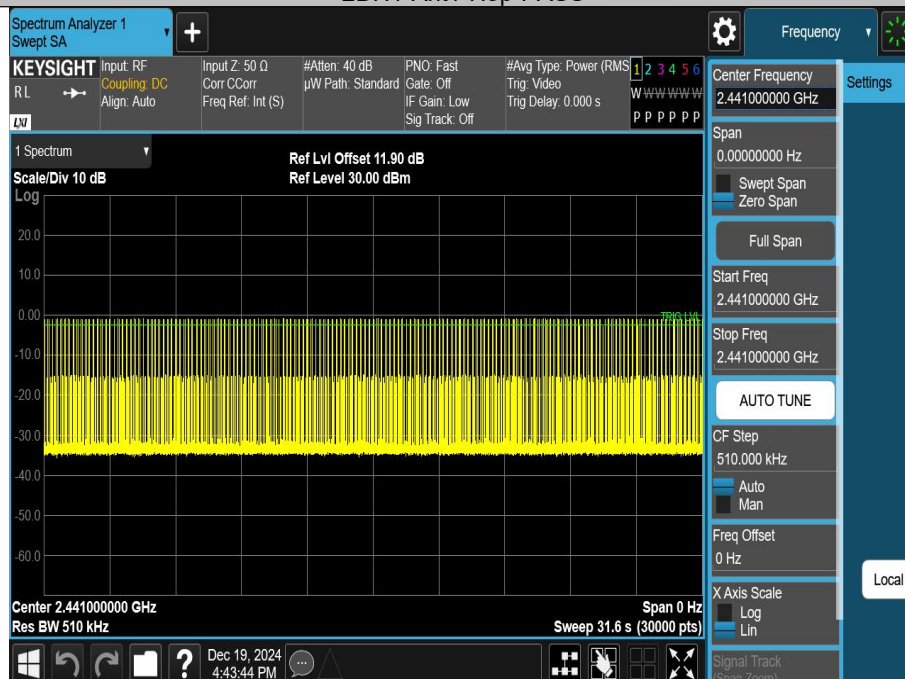 Spectrum Analyzer 1
Swept SA
Frequency
KEYSIGHT
RL
LXI
Input: RF
Coupling: DC
Align: Auto
Input Z: 50 Ω
Corr CCorr
Freq Ref: Int (S)
#Atten: 40 dB
µW Path: Standard
PNO: Fast
Gate: Off
IF Gain: Low
Sig Track: Off
#Avg Type: Power (RMS
Trig: Video
Trig Delay: 0.000 s
1 2 3 4 5 6
W W W W W W
P P P P P P
Center Frequency
2.441000000 GHz
Settings
Span
0.00000000 Hz
Swept Span
Zero Span
Full Span
Start Freq
2.441000000 GHz
Stop Freq
2.441000000 GHz
AUTO TUNE
CF Step
510.000 kHz
Auto
Man
Freq Offset
0 Hz
X Axis Scale
Log
Lin
Signal Track
(Span Zoom)
Local
1 Spectrum
Scale/Div 10 dB
Log
Ref Lvl Offset 11.90 dB
Ref Level 30.00 dBm
20.0
10.0
0.00
TRIG LVL
-10.0
-20.0
-30.0
-40.0
-50.0
-60.0
Center 2.441000000 GHz
Res BW 510 kHz
Span 0 Hz
Sweep 31.6 s (30000 pts)
?
Dec 19, 2024
4:43:44 PM